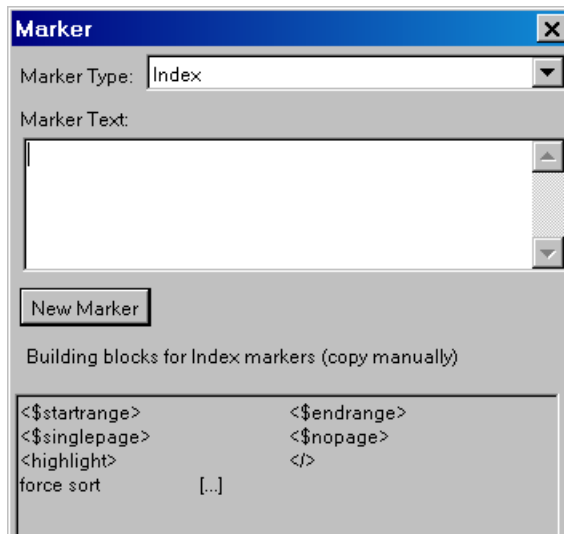 Marker
Marker Type: Index
Marker Text:
New Marker
Building blocks for Index markers (copy manually)
<$startrange> <$endrange>
<$singlepage> <$nopage>
<highlight> </>
force sort [...]